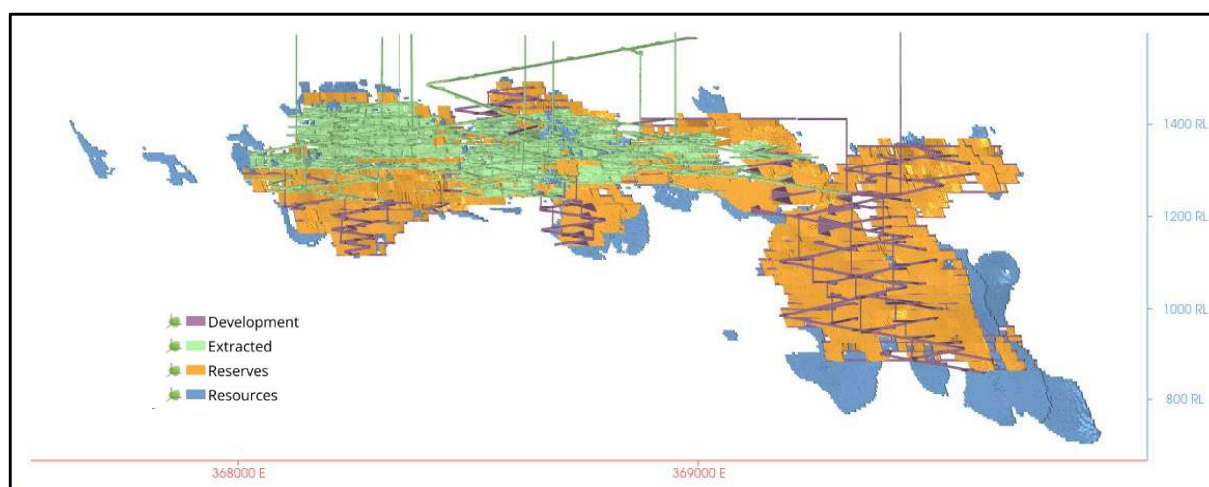 1400 RL
1200 RL
Development
1000 RL
Extracted
Reserves
Resources
800 RL
368000 E
369000 E